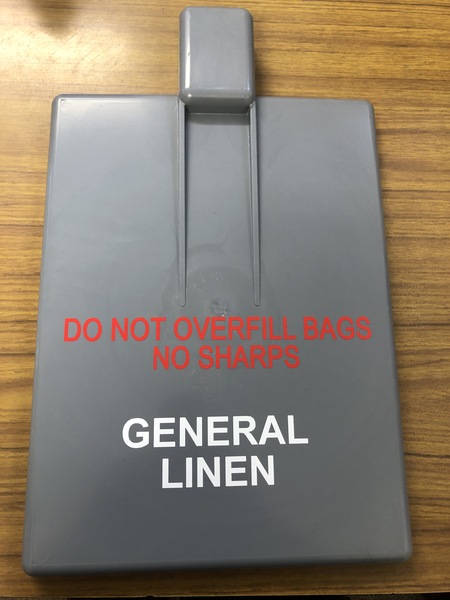 DO NOT OVERFILL BAGS
NO SHARPS
GENERAL
LINEN